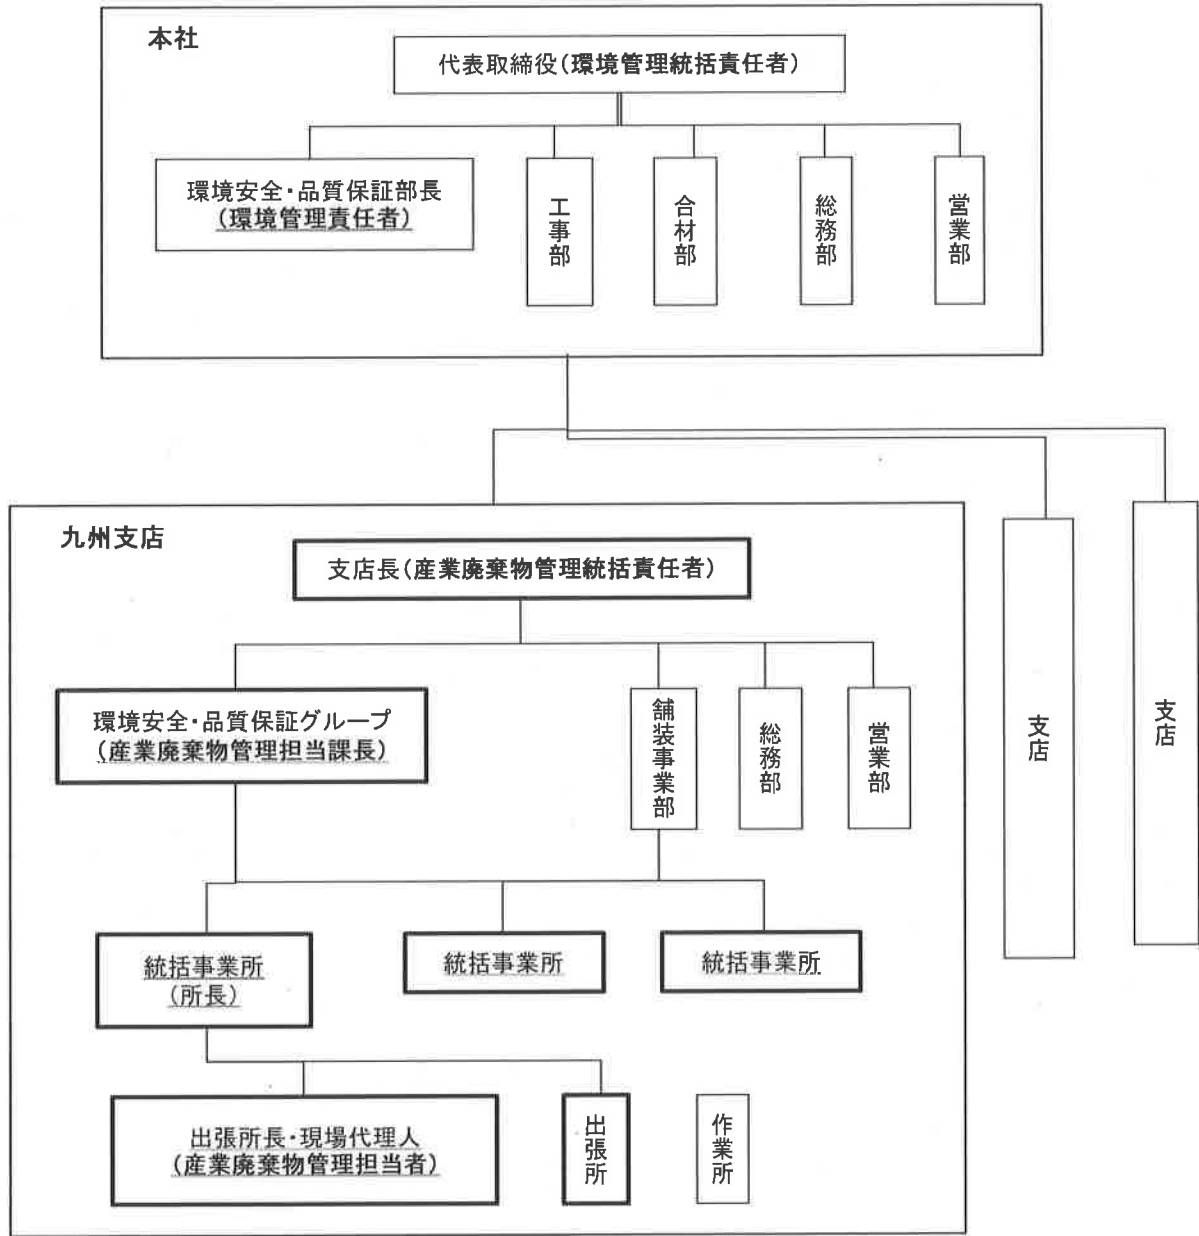 本社
代表取締役(環境管理統括責任者)
環境安全・品質保証部長
(環境管理責任者)
工事部
合材部
総務部
営業部
九州支店
支店長(産業廃棄物管理統括責任者)
環境安全・品質保証グループ
(産業廃棄物管理担当課長)
舗装事業部
総務部
営業部
支店
支店
統括事業所
(所長)
統括事業所
統括事業所
出張所長・現場代理人
(産業廃棄物管理担当者)
出張所
作業所